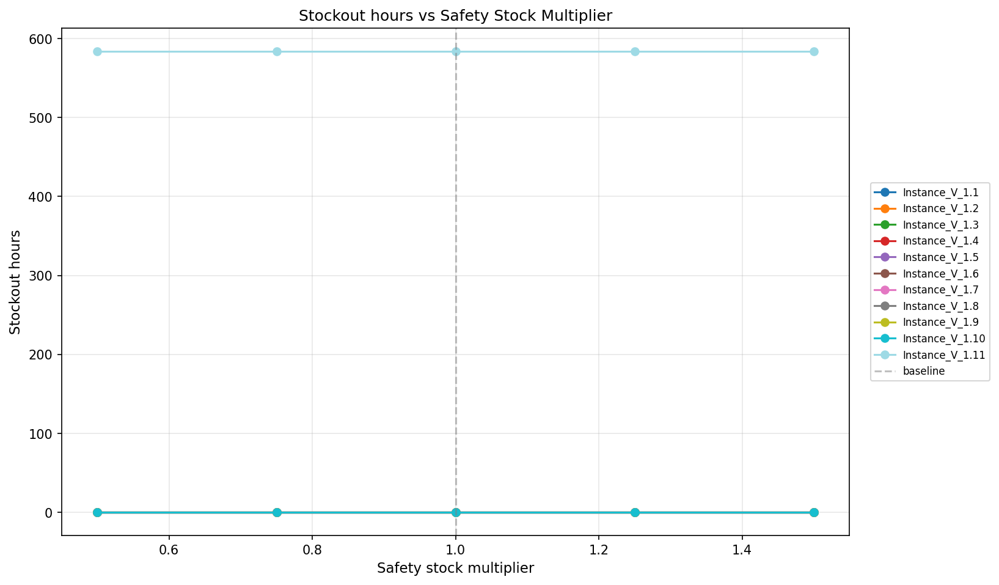 Stockout hours vs Safety Stock Multiplier
600
500
400
300
200
100
0
Stockout hours
0.6
0.8
1.0
1.2
1.4
Safety stock multiplier
Instance_V_1.1
Instance_V_1.2
Instance_V_1.3
Instance_V_1.4
Instance_V_1.5
Instance_V_1.6
Instance_V_1.7
Instance_V_1.8
Instance_V_1.9
Instance_V_1.10
Instance_V_1.11
baseline